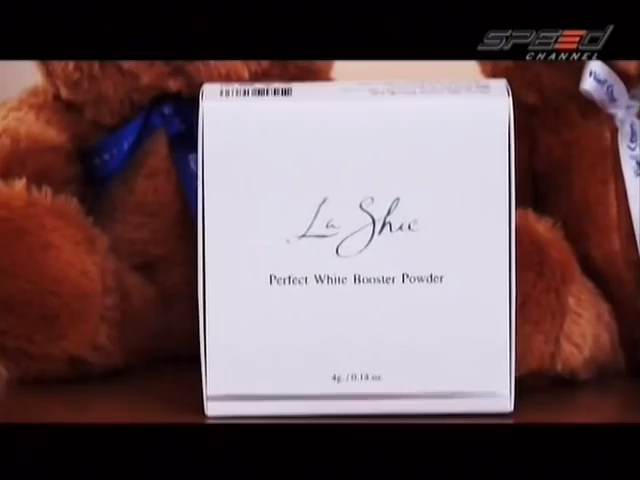 SPEED
CHANNEL
La Shie
Perfect White Booster Powder
4g. / 0.14 oz.